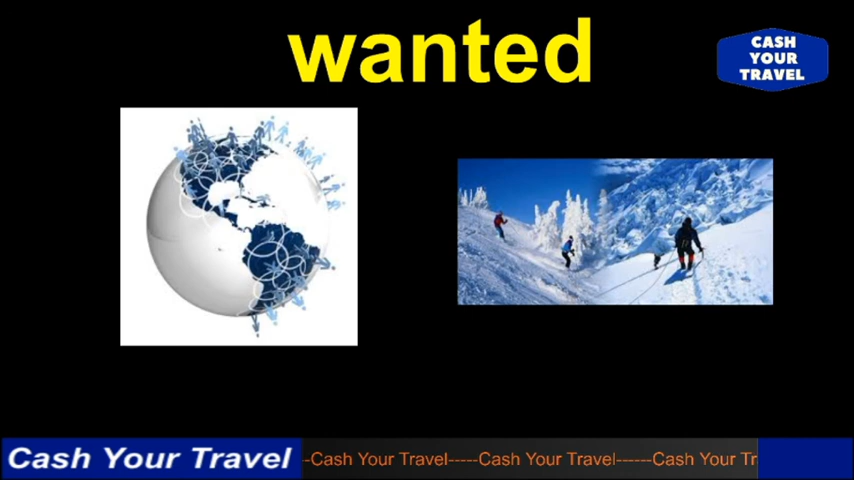 wanted
CASH
YOUR
TRAVEL
Cash Your Travel
--Cash Your Travel-----Cash Your Travel------Cash Your Tr